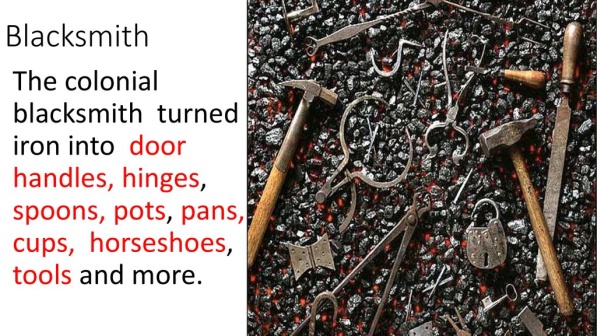 Blacksmith
The colonial
blacksmith turned
iron into door
handles, hinges,
spoons, pots, pans,
cups, horseshoes,
tools and more.